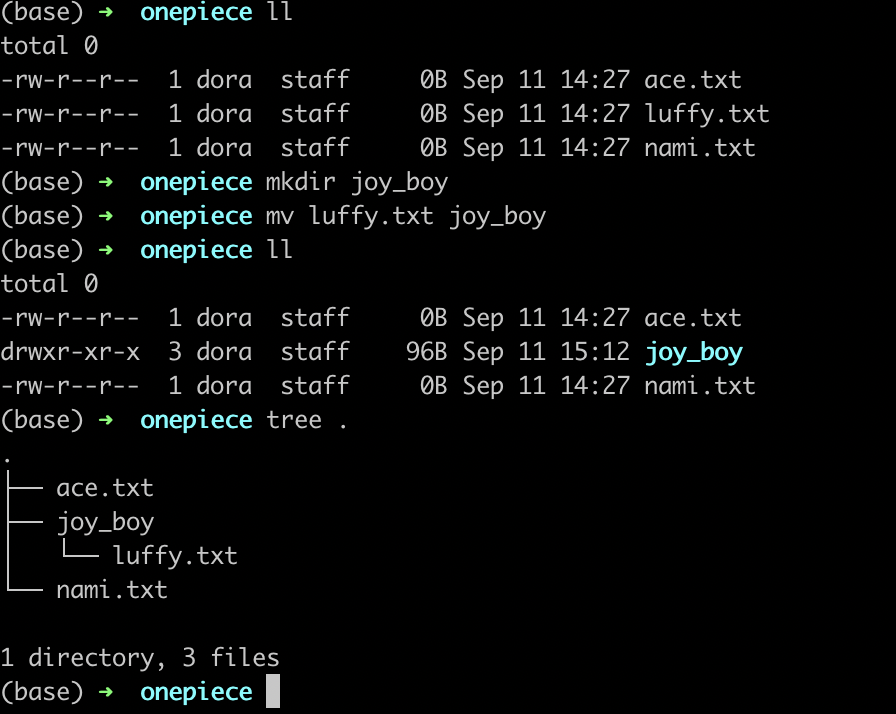 (base) ➜  onepiece ll
total 0
-rw-r--r--  1 dora  staff     0B Sep 11 14:27 ace.txt
-rw-r--r--  1 dora  staff     0B Sep 11 14:27 luffy.txt
-rw-r--r--  1 dora  staff     0B Sep 11 14:27 nami.txt
(base) ➜  onepiece mkdir joy_boy
(base) ➜  onepiece mv luffy.txt joy_boy
(base) ➜  onepiece ll
total 0
-rw-r--r--  1 dora  staff     0B Sep 11 14:27 ace.txt
drwxr-xr-x  3 dora  staff    96B Sep 11 15:12 joy_boy
-rw-r--r--  1 dora  staff     0B Sep 11 14:27 nami.txt
(base) ➜  onepiece tree .
.
├── ace.txt
├── joy_boy
│   └── luffy.txt
└── nami.txt
1 directory, 3 files
(base) ➜  onepiece